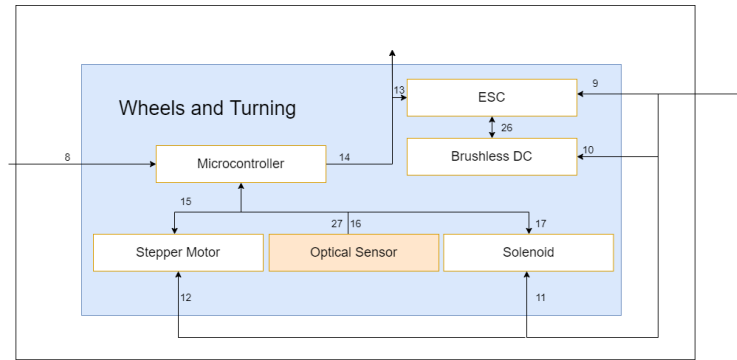 13
ESC
9
Wheels and Turning
26
8
Microcontroller
14
Brushless DC
10
15
27 16
17
Stepper Motor
Optical Sensor
Solenoid
12
11